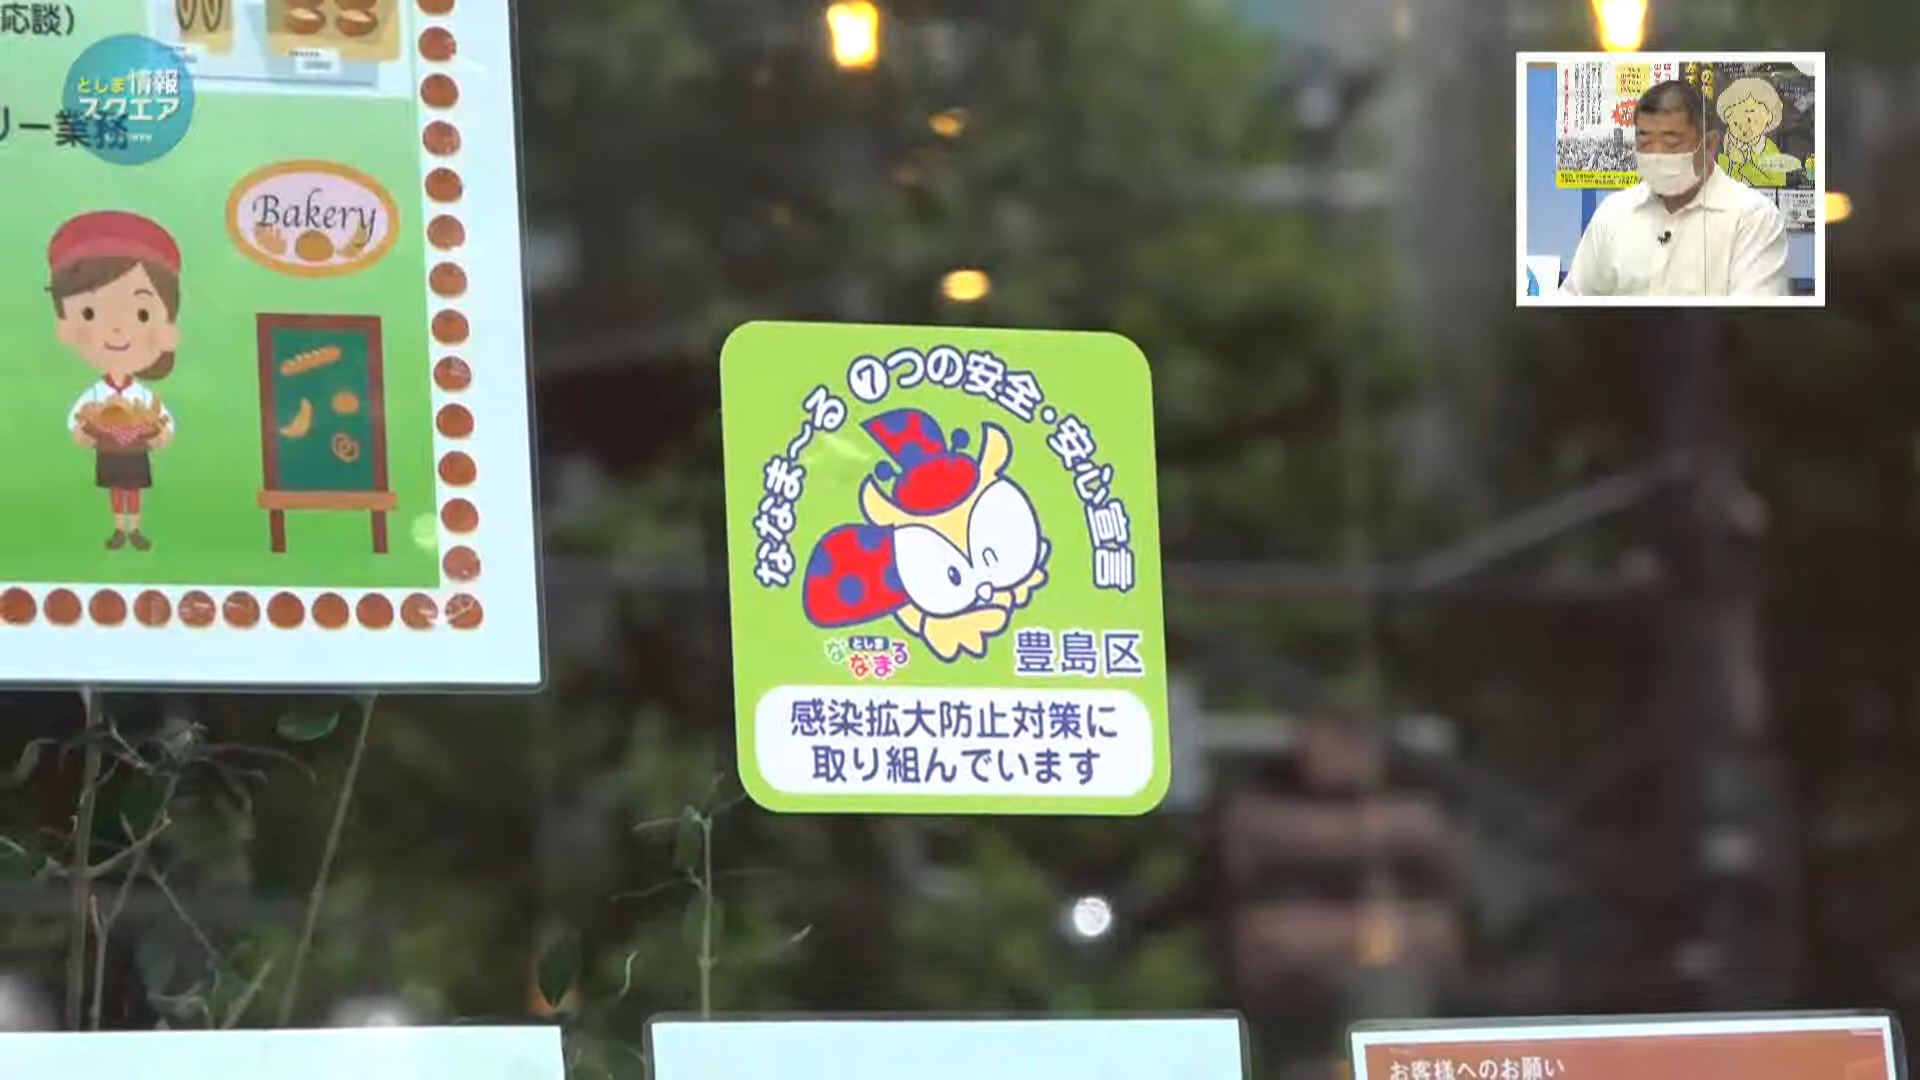 応談)
としま情報
スクエア
リー業務
Bakery
ななま〜る7つの安全・安心宣言
としま
ななまる
豊島区
感染拡大防止対策に
取り組んでいます
お客様へのお願い